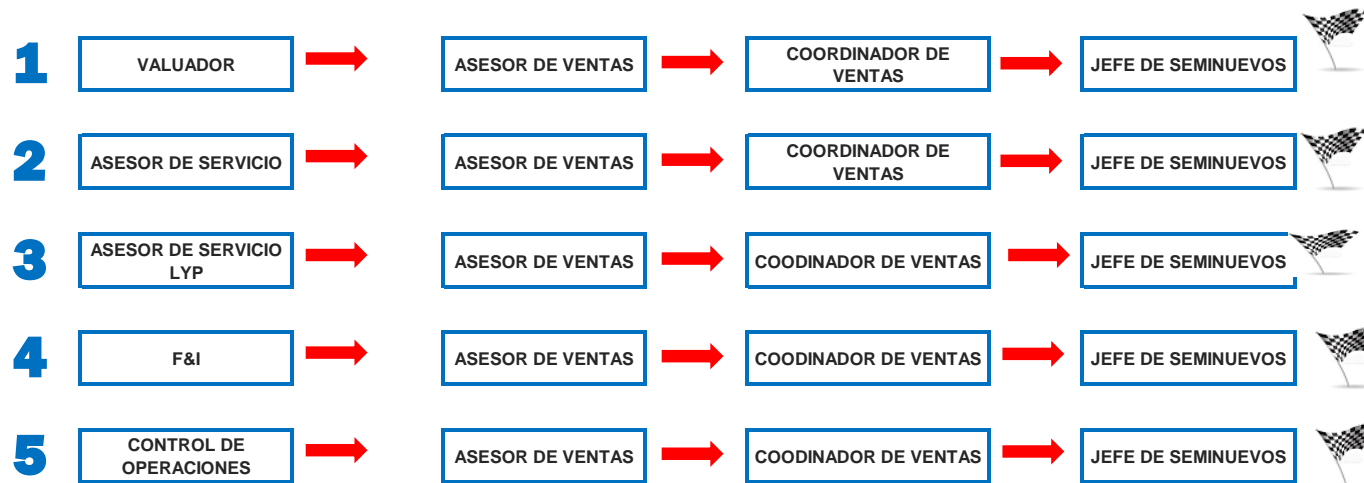 1 VALUADOR ASESOR DE VENTAS COORDINADOR DE
VENTAS JEFE DE SEMINUEVOS
2 ASESOR DE SERVICIO ASESOR DE VENTAS COORDINADOR DE
VENTAS JEFE DE SEMINUEVOS
3 ASESOR DE SERVICIO
LYP ASESOR DE VENTAS COODINADOR DE VENTAS JEFE DE SEMINUEVOS
4 F&I ASESOR DE VENTAS COODINADOR DE VENTAS JEFE DE SEMINUEVOS
5 CONTROL DE
OPERACIONES ASESOR DE VENTAS COODINADOR DE VENTAS JEFE DE SEMINUEVOS